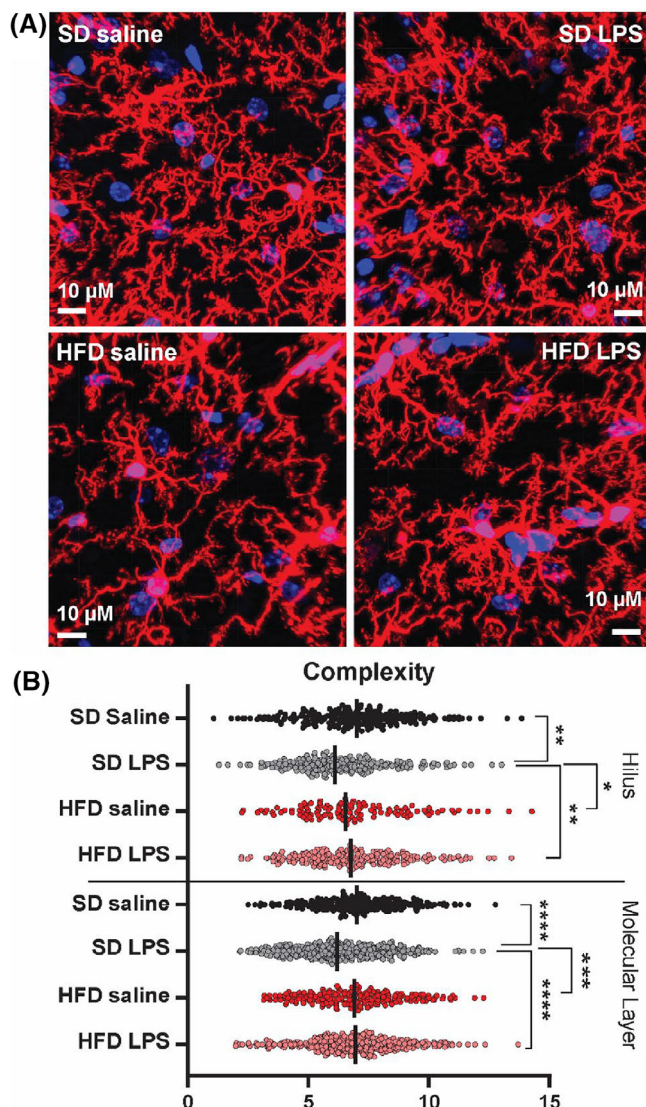 (A)
SD saline
SD LPS
10 µM
10 µM
HFD saline
HFD LPS
10 µM
10 µM
(B)
Complexity
SD Saline
SD LPS
HFD saline
HFD LPS
**
*
**
Hilus
SD saline
SD LPS
HFD saline
HFD LPS
****
***
****
Molecular Layer
0
5
10
15